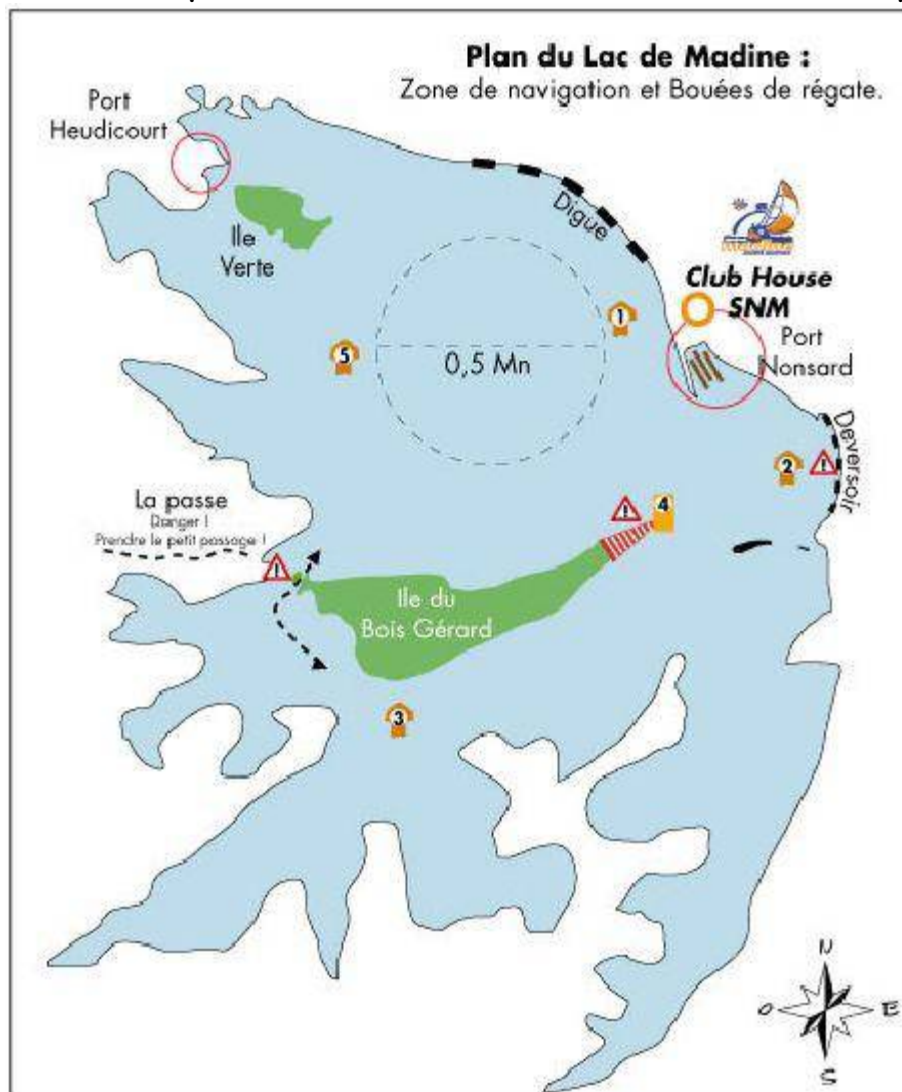 Plan du Lac de Madine :
Zone de navigation et Bouées de régate.
Port
Heudicourt
Ile
Verte
Digue
Club House
SNM
Port
Nonsard
1
5
0,5 Mn
2
Deversoir
4
La passe
Danger !
Prendre le petit passage !
Ile du
Bois Gérard
3
N
O
E
S